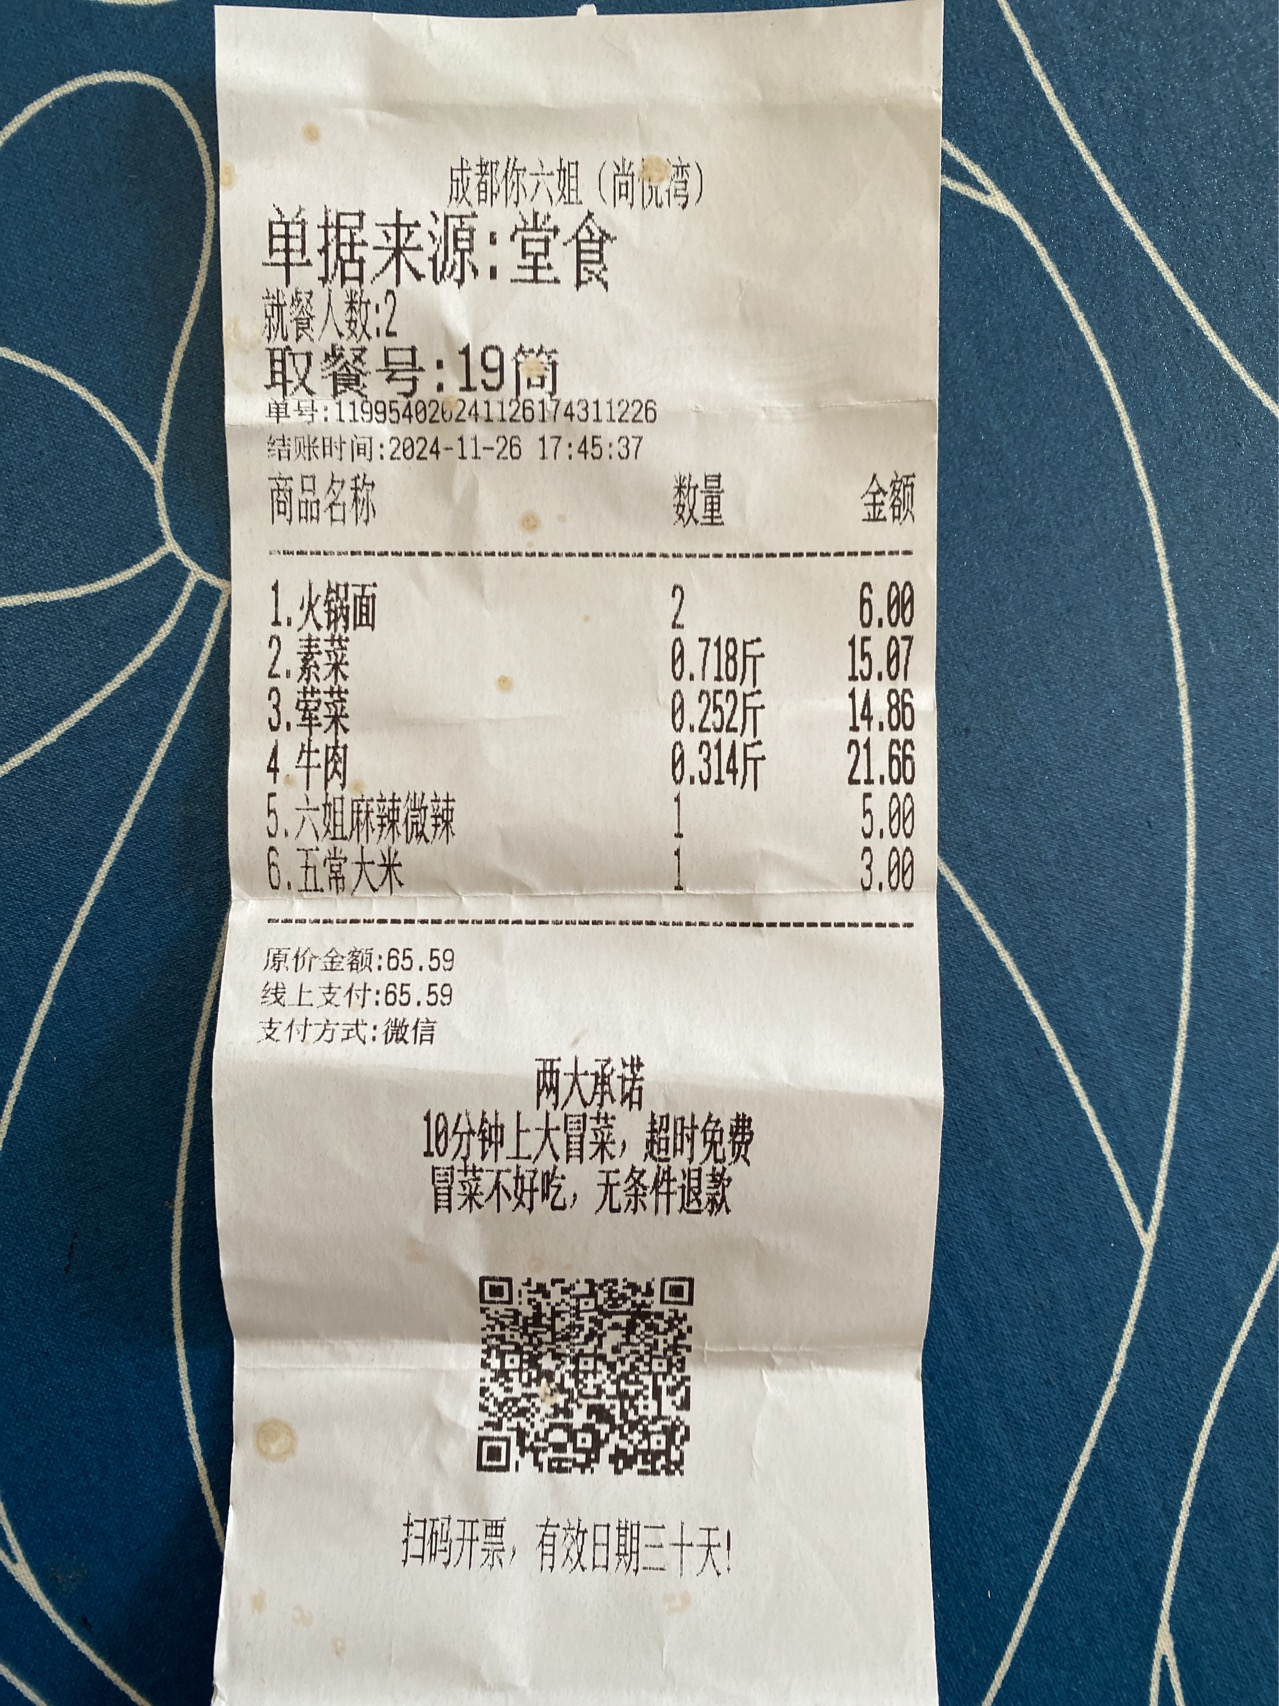 成都你六姐（尚悦湾）
单据来源:堂食
就餐人数:2
取餐号:19筒
单号:11995402024112617431122​6
结账时间:2024-11-26 17:45:37
商品名称 数量 金额
1.火锅面 2 6.00
2.素菜 0.718斤 15.07
3.荤菜 0.252斤 14.86
4.牛肉 0.314斤 21.66
5.六姐麻辣微辣 1 5.00
6.五常大米 1 3.00
原价金额:65.59
线上支付:65.59
支付方式:微信
两大承诺
10分钟上大冒菜，超时免费
冒菜不好吃，无条件退款
扫码开票，有效日期三十天!